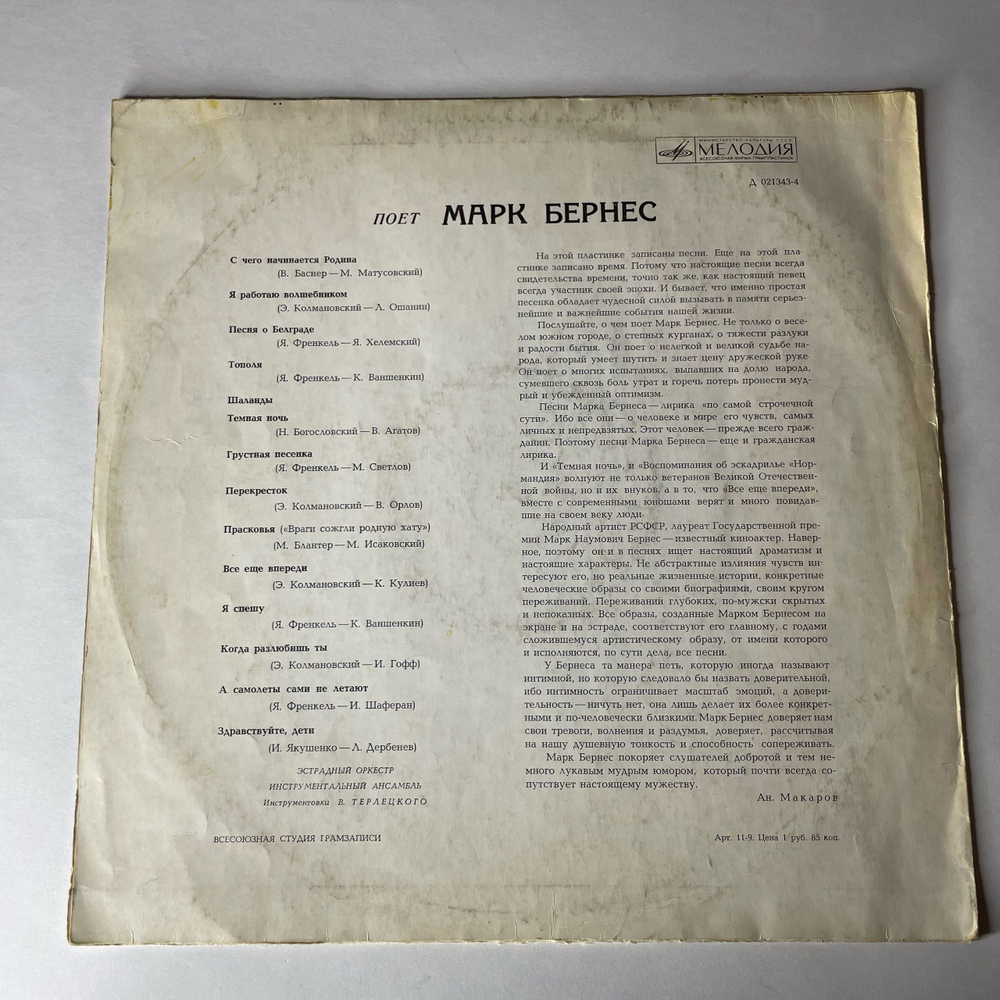 МИНИСТЕРСТВО КУЛЬТУРЫ СССР
МЕЛОДИЯ
ВСЕСОЮЗНАЯ ФИРМА ГРАМПЛАСТИНОК
Д 021343-4
ПОЕТ МАРК БЕРНЕС
С чего начинается Родина
(В. Баснер — М. Матусовский)
Я работаю волшебником
(Э. Колмановский — Л. Ошанин)
Песня о Белграде
(Я. Френкель — Я. Хелемский)
Тополя
(Я. Френкель — К. Ваншенкин)
Шаланды
Темная ночь
(Н. Богословский — В. Агатов)
Грустная песенка
(Я. Френкель — М. Светлов)
Перекресток
(Э. Колмановский — В. Орлов)
Прасковья («Враги сожгли родную хату»)
(М. Блантер — М. Исаковский)
Все еще впереди
(Э. Колмановский — К. Кулиев)
Я спешу
(Я. Френкель — К. Ваншенкин)
Когда разлюбишь ты
(Э. Колмановский — И. Гофф)
А самолеты сами не летают
(Я. Френкель — И. Шаферан)
Здравствуйте, дети
(И. Якушенко — Л. Дербенев)
ЭСТРАДНЫЙ ОРКЕСТР
ИНСТРУМЕНТАЛЬНЫЙ АНСАМБЛЬ
Инструментовки В. ТЕРЛЕЦКОГО
На этой пластинке записаны песни. Еще на этой пла
стинке записано время. Потому что настоящие песни всегда
свидетельства времени, точно так же, как настоящий певец
всегда участник своей эпохи. И бывает, что именно простая
песенка обладает чудесной силой вызывать в памяти серьез-
нейшие и важнейшие события нашей жизни.
Послушайте, о чем поет Марк Бернес. Не только о весе-
лом южном городе, о степных курганах, о тяжести разлуки
и радости бытия. Он поет о нелегкой и великой судьбе на-
рода, который умеет шутить и знает цену дружеской руке
Он поет о многих испытаниях, выпавших на долю народа,
сумевшего сквозь боль утрат и горечь потерь пронести муд-
рый и убежденный оптимизм.
Песни Марка Бернеса — лирика «по самой строчечной
сути». Ибо все они — о человеке и мире его чувств, самых
личных и непредвзятых. Этот человек — прежде всего граж-
данин. Поэтому песни Марка Бернеса — еще и гражданская
лирика.
И «Темная ночь», и «Воспоминания об эскадрилье «Нор-
мандия» волнуют не только ветеранов Великой Отечествен-
ной войны, но и их внуков, а в то, что «Все еще впереди»,
вместе с современными юношами верят и много повидав-
шие на своем веку люди
Народный артист РСФСР, лауреат Государственной пре-
мии Марк Наумович Бернес — известный киноактер. Навер-
ное, поэтому он и в песнях ищет настоящий драматизм и
настоящие характеры. Не абстрактные излияния чувств ин-
тересуют его, но реальные жизненные истории, конкретные
человеческие образы со своими биографиями, своим кругом
переживаний. Переживаний глубоких, по-мужски скрытых
и непоказных. Все образы, созданные Марком Бернесом на
экране и на эстраде, соответствуют его главному, с годами
сложившемуся артистическому образу, от имени которого
и исполняются, по сути дела, все песни.
У Бернеса та манера петь, которую иногда называют
интимной, но которую следовало бы назвать доверительной,
ибо интимность ограничивает масштаб эмоций, а довери-
тельность — ничуть нет, она лишь делает их более конкрет-
ными и по-человечески близкими. Марк Бернес доверяет нам
свои тревоги, волнения и раздумья, доверяет, рассчитывая
на нашу душевную тонкость и способность сопереживать.
Марк Бернес покоряет слушателей добротой и тем не-
много лукавым мудрым юмором, который почти всегда со-
путствует настоящему мужеству.
Ан. Макаров
ВСЕСОЮЗНАЯ СТУДИЯ ГРАМЗАПИСИ
Арт. 11-9. Цена 1 руб. 85 коп.